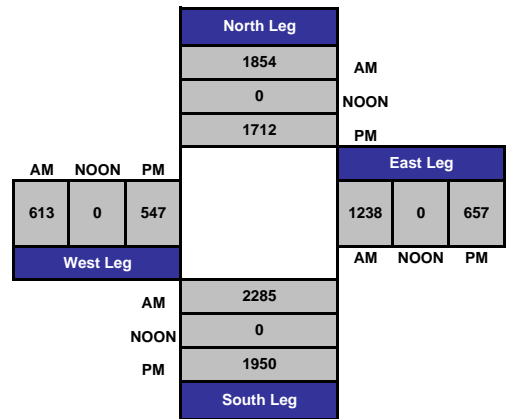 North Leg
1854 AM
0 NOON
1712 PM
AM NOON PM East Leg
613 0 547 1238 0 657
West Leg AM NOON PM
AM 2285
NOON 0
PM 1950
South Leg